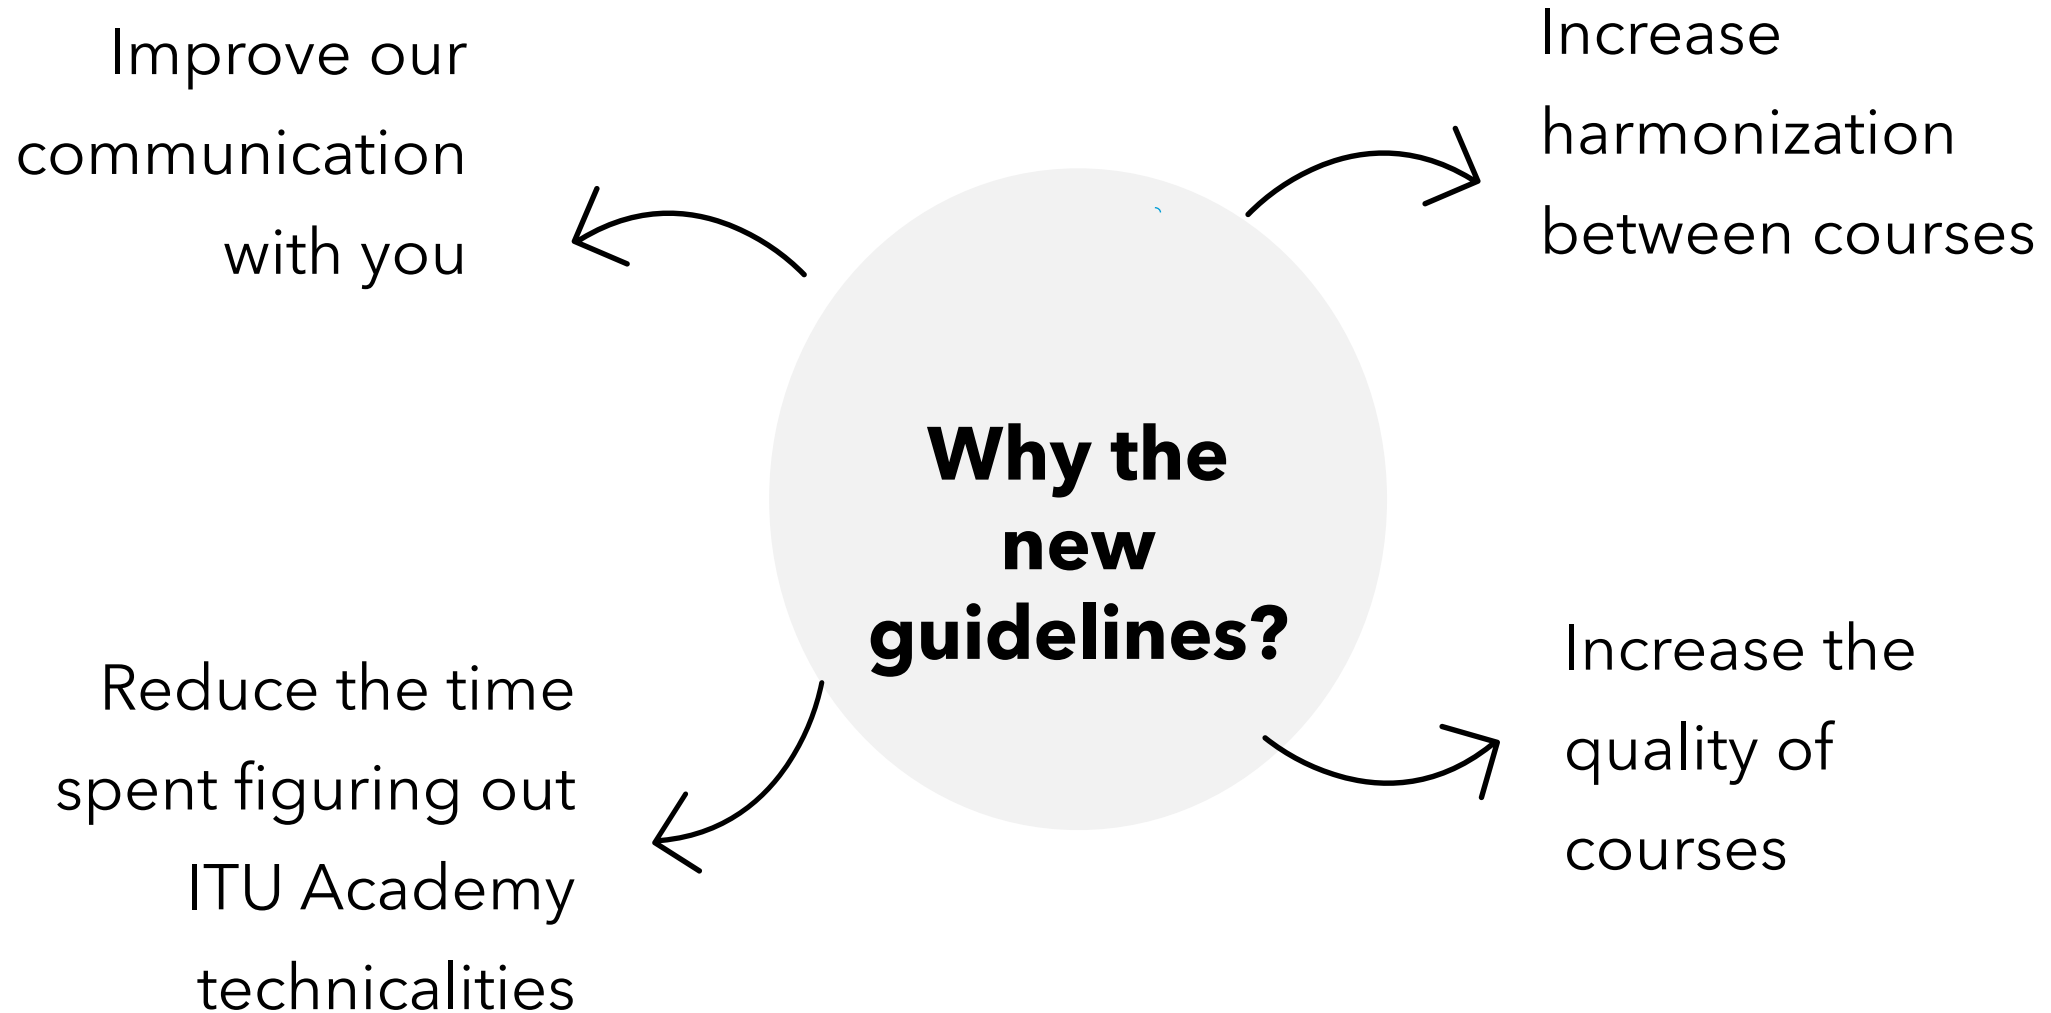 Improve our
communication
with you
Increase
harmonization
between courses
Why the
new
guidelines?
Reduce the time
spent figuring out
ITU Academy
technicalities
Increase the
quality of
courses